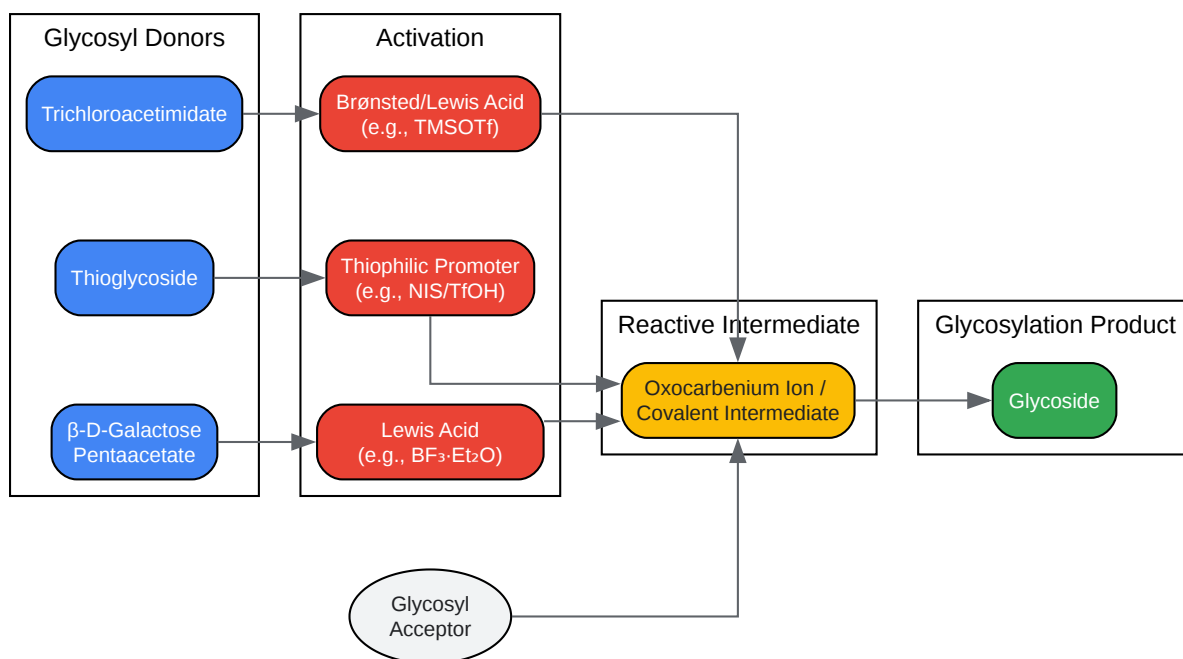 Glycosyl Donors
Trichloroacetimidate
Thioglycoside
β-D-Galactose
Pentaacetate
Activation
Brønsted/Lewis Acid
(e.g., TMSOTf)
Thiophilic Promoter
(e.g., NIS/TfOH)
Lewis Acid
(e.g., BF₃·Et₂O)
Reactive Intermediate
Oxocarbenium Ion /
Covalent Intermediate
Glycosylation Product
Glycoside
Glycosyl
Acceptor